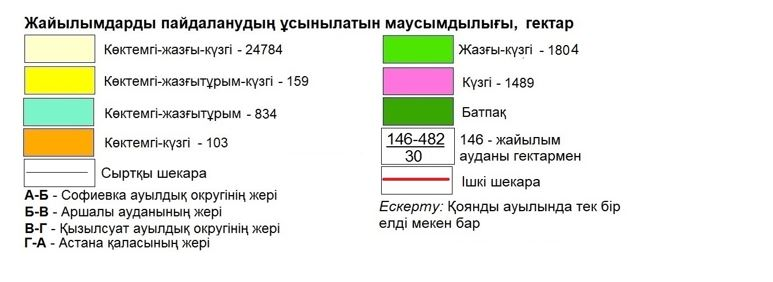 Жайылымдарды пайдаланудың ұсынылатын маусымдылығы, гектар
Көктемгі-жазғы-күзгі - 24784
Көктемгі-жазғытұрым-күзгі - 159
Көктемгі-жазғытұрым - 834
Көктемгі-күзгі - 103
Сыртқы шекара
А-Б - Софиевка ауылдық округінің жері
Б-В - Аршалы ауданының жері
В-Г - Қызылсуат ауылдық округінің жері
Г-А - Астана қаласының жері
Жазғы-күзгі - 1804
Күзгі - 1489
Батпақ
146-482
30
146 - жайылым
ауданы гектармен
Ішкі шекара
Ескерту: Қоянды ауылында тек бір
елді мекен бар